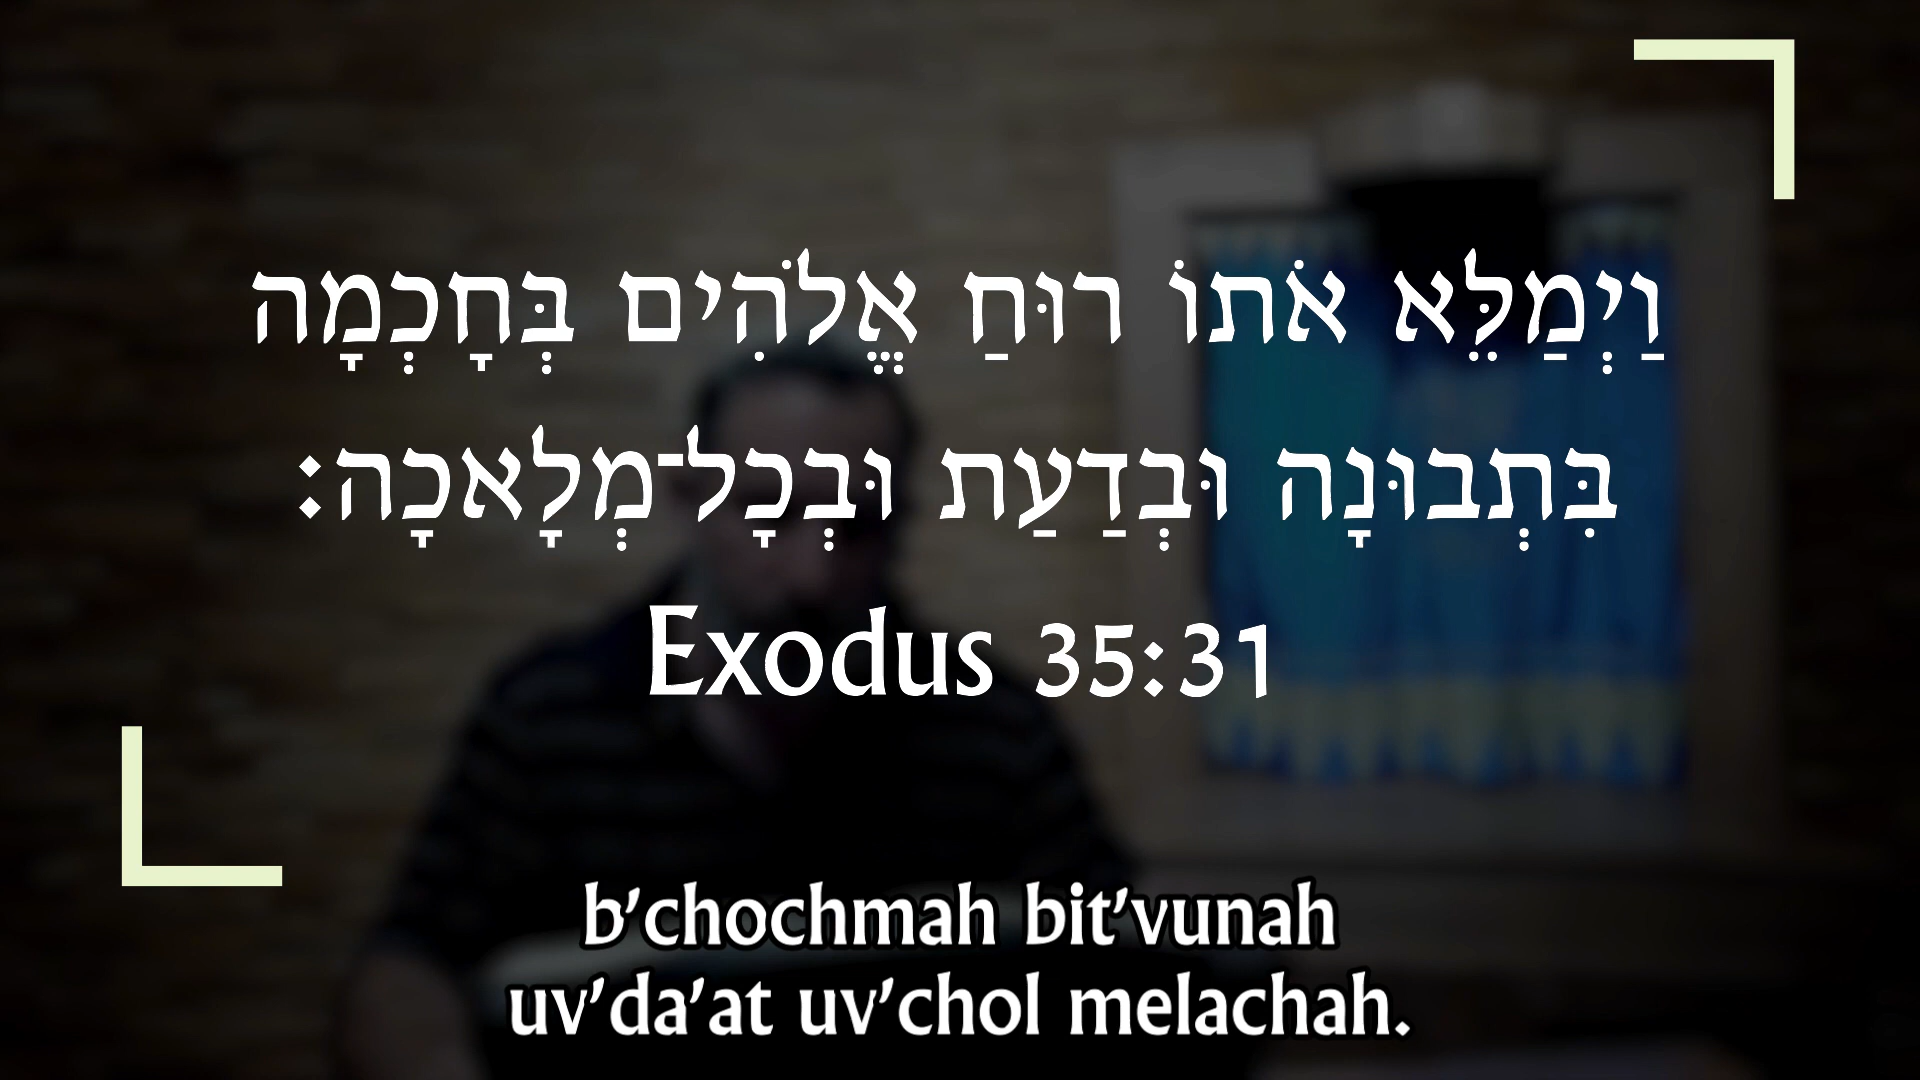 וַיְמַלֵּא אֹתוֹ רוּחַ אֱלֹהִים בְּחָכְמָה
בִּתְבוּנָה וּבְדַעַת וּבְכָל־מְלָאכָה׃
Exodus 35:31
b’chochmah bit’vunah
uv’da’at uv’chol melachah.